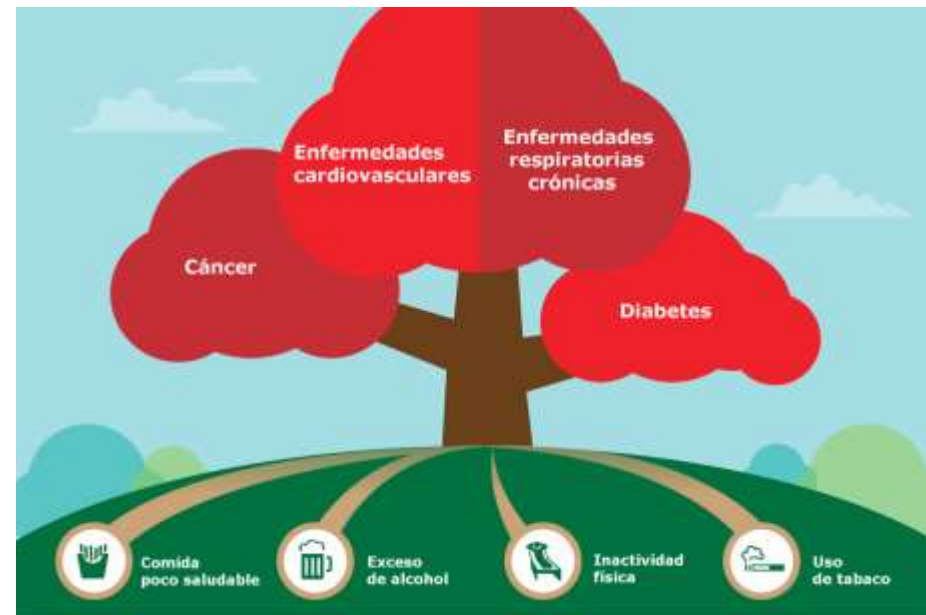 Enfermedades
cardiovasculares
Enfermedades
respiratorias
crónicas
Cáncer
Diabetes
Comida
poco saludable
Exceso
de alcohol
Inactividad
física
Uso
de tabaco